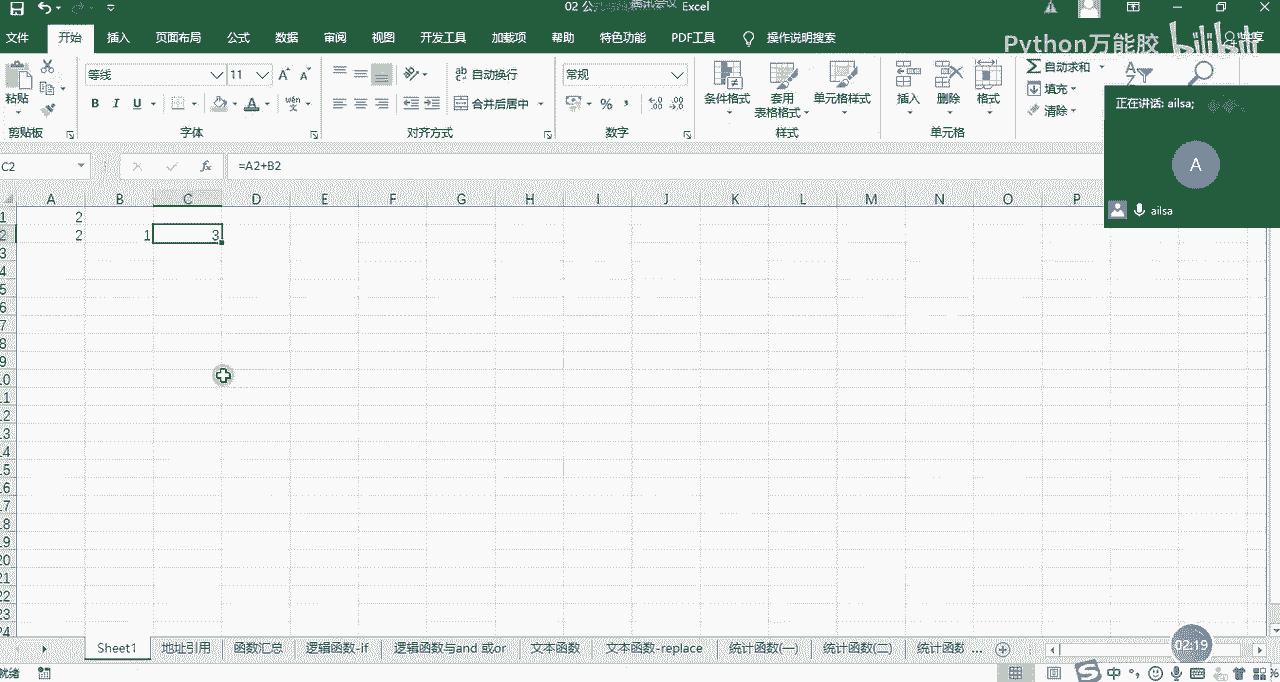 02 公 Excel
文件 开始 插入 页面布局 公式 数据 审阅 视图 开发工具 加载项 帮助 特色功能 PDF工具 操作说明搜索
Python万能胶 bilibili
等线 11 自动换行 常规 自动求和
粘贴 条件格式 套用 单元格样式 插入 删除 格式 填充
B I U 合并后居中 % 表格格式 清除
剪贴板 字体 对齐方式 数字 样式 单元格
正在讲话: ailsa;
A
ailsa
C2 fx =A2+B2
A B C D E F G H I J K L M N O P
1 2
2 2 1 3
3
4
5
6
7
8
9
10
11
12
13
14
15
16
17
18
19
20
21
22
23
24
Sheet1 地址引用 函数汇总 逻辑函数-if 逻辑函数与and 或or 文本函数 文本函数-replace 统计函数(一) 统计函数(二) 统计函数 ...
02:19
就绪 中 %